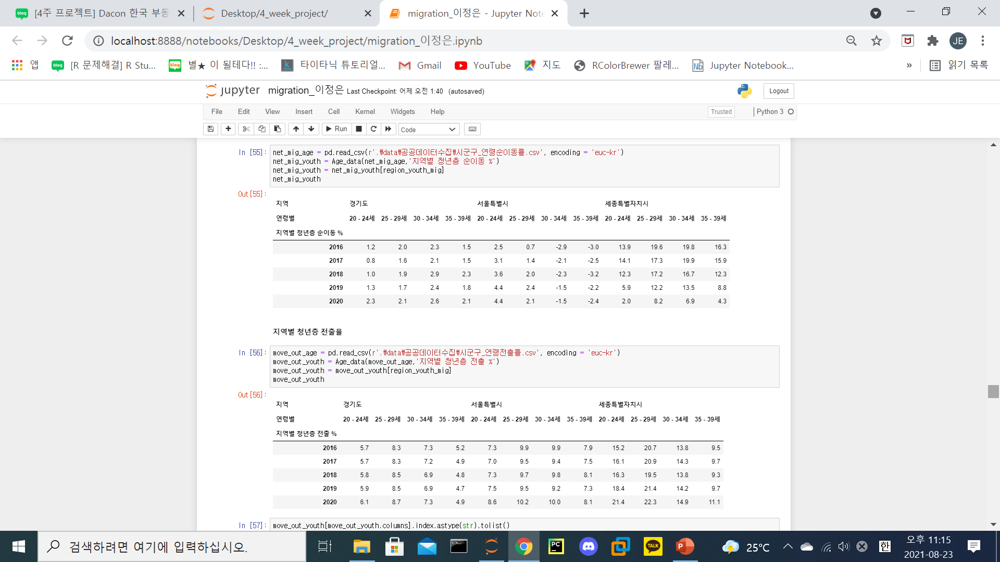 [4주 프로젝트] Dacon 한국 부동
Desktop/4_week_project/
migration_이정은 - Jupyter Note
localhost:8888/notebooks/Desktop/4_week_project/migration_이정은.ipynb
JE
앱
blog [R 문제해결] R Stu...
blog 별★ 이 될테다!! :...
k 타이타닉 튜토리얼...
Gmail
YouTube
지도
RColorBrewer 팔레...
Nb Jupyter Notebook...
»
읽기 목록
jupyter migration_이정은 Last Checkpoint: 어제 오전 1:40 (autosaved)
Logout
File Edit View Insert Cell Kernel Widgets Help
Trusted
Python 3
Run
Code
In [55]:
net_mig_age = pd.read_csv(r'.₩data₩공공데이터수집₩시군구_연령순이동률.csv', encoding = 'euc-kr')
net_mig_youth = Age_data(net_mig_age,'지역별 청년층 순이동 %')
net_mig_youth = net_mig_youth[region_youth_mig]
net_mig_youth
Out[55]:
지역 경기도 서울특별시 세종특별자치시
연령별 20 - 24세 25 - 29세 30 - 34세 35 - 39세 20 - 24세 25 - 29세 30 - 34세 35 - 39세 20 - 24세 25 - 29세 30 - 34세 35 - 39세
지역별 청년층 순이동 %
2016 1.2 2.0 2.3 1.5 2.5 0.7 -2.9 -3.0 13.9 19.6 19.8 16.3
2017 0.8 1.6 2.1 1.5 3.1 1.4 -2.1 -2.5 14.1 17.3 19.9 15.9
2018 1.0 1.9 2.9 2.3 3.6 2.0 -2.3 -3.2 12.3 17.2 16.7 12.3
2019 1.3 1.7 2.4 1.8 4.4 2.4 -1.5 -2.2 5.9 12.2 13.5 8.8
2020 2.3 2.1 2.6 2.1 4.4 2.1 -1.5 -2.4 2.0 8.2 6.9 4.3
지역별 청년층 전출율
In [56]:
move_out_age = pd.read_csv(r'.₩data₩공공데이터수집₩시군구_연령전출률.csv', encoding = 'euc-kr')
move_out_youth = Age_data(move_out_age,'지역별 청년층 전출 %')
move_out_youth = move_out_youth[region_youth_mig]
move_out_youth
Out[56]:
지역 경기도 서울특별시 세종특별자치시
연령별 20 - 24세 25 - 29세 30 - 34세 35 - 39세 20 - 24세 25 - 29세 30 - 34세 35 - 39세 20 - 24세 25 - 29세 30 - 34세 35 - 39세
지역별 청년층 전출 %
2016 5.7 8.3 7.3 5.2 7.3 9.9 9.9 7.9 15.2 20.7 13.8 9.5
2017 5.7 8.3 7.2 4.9 7.0 9.5 9.4 7.5 16.1 20.9 14.3 9.7
2018 5.8 8.5 6.9 4.8 7.3 9.7 9.8 8.1 16.3 19.5 13.8 9.3
2019 5.9 8.5 6.9 4.7 7.5 9.5 9.2 7.3 18.4 21.4 14.2 9.7
2020 6.1 8.7 7.3 4.9 8.6 10.2 10.0 8.1 21.4 22.3 14.9 11.1
In [57]:
move_out_youth[move_out_youth.columns].index.astype(str).tolist()
검색하려면 여기에 입력하십시오.
PC
TALK
P
25℃
한
오후 11:15
2021-08-23